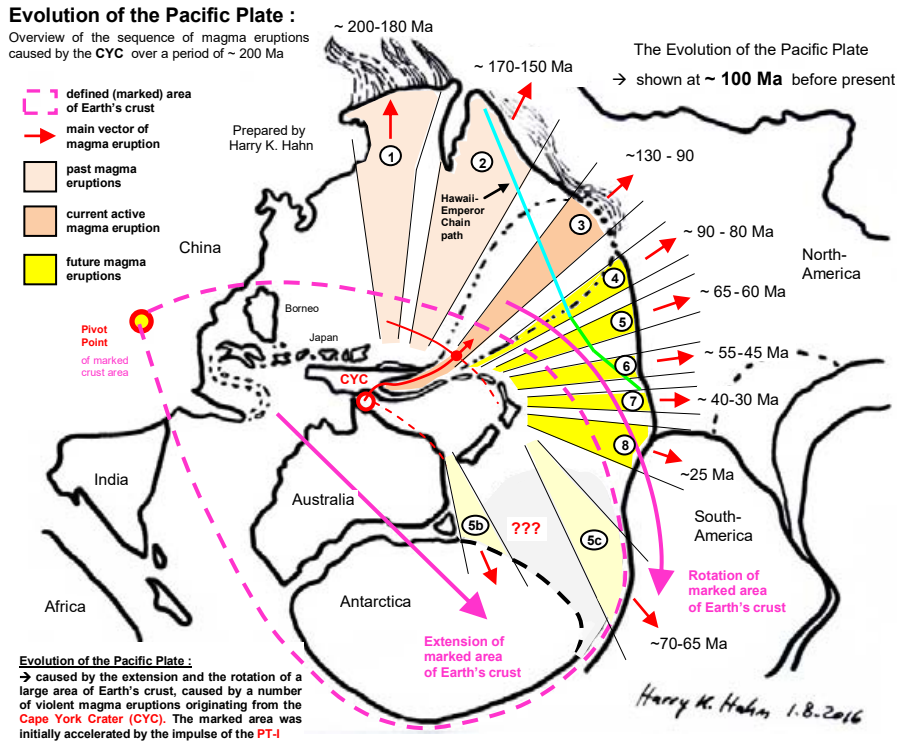 Evolution of the Pacific Plate :
Overview of the sequence of magma eruptions
caused by the CYC over a period of ~ 200 Ma
defined (marked) area
of Earth's crust
main vector of
magma eruption
past magma
eruptions
current active
magma eruption
future magma
eruptions
Prepared by
Harry K. Hahn
~ 200-180 Ma
~ 170-150 Ma
The Evolution of the Pacific Plate
→ shown at ~ 100 Ma before present
~130 - 90
~ 90 - 80 Ma
~ 65 - 60 Ma
~ 55-45 Ma
~ 40-30 Ma
~25 Ma
~70-65 Ma
1
2
3
4
5
6
7
8
5b
???
5c
Hawaii-
Emperor
Chain
path
China
North-
America
Borneo
Japan
CYC
Pivot
Point
of marked
crust area
India
Australia
South-
America
Africa
Antarctica
Rotation of
marked area
of Earth's crust
Extension of
marked area
of Earth's crust
Evolution of the Pacific Plate :
→ caused by the extension and the rotation of a
large area of Earth's crust, caused by a number
of violent magma eruptions originating from the
Cape York Crater (CYC). The marked area was
initially accelerated by the impulse of the PT-I
Harry K. Hahn 1.8.2016